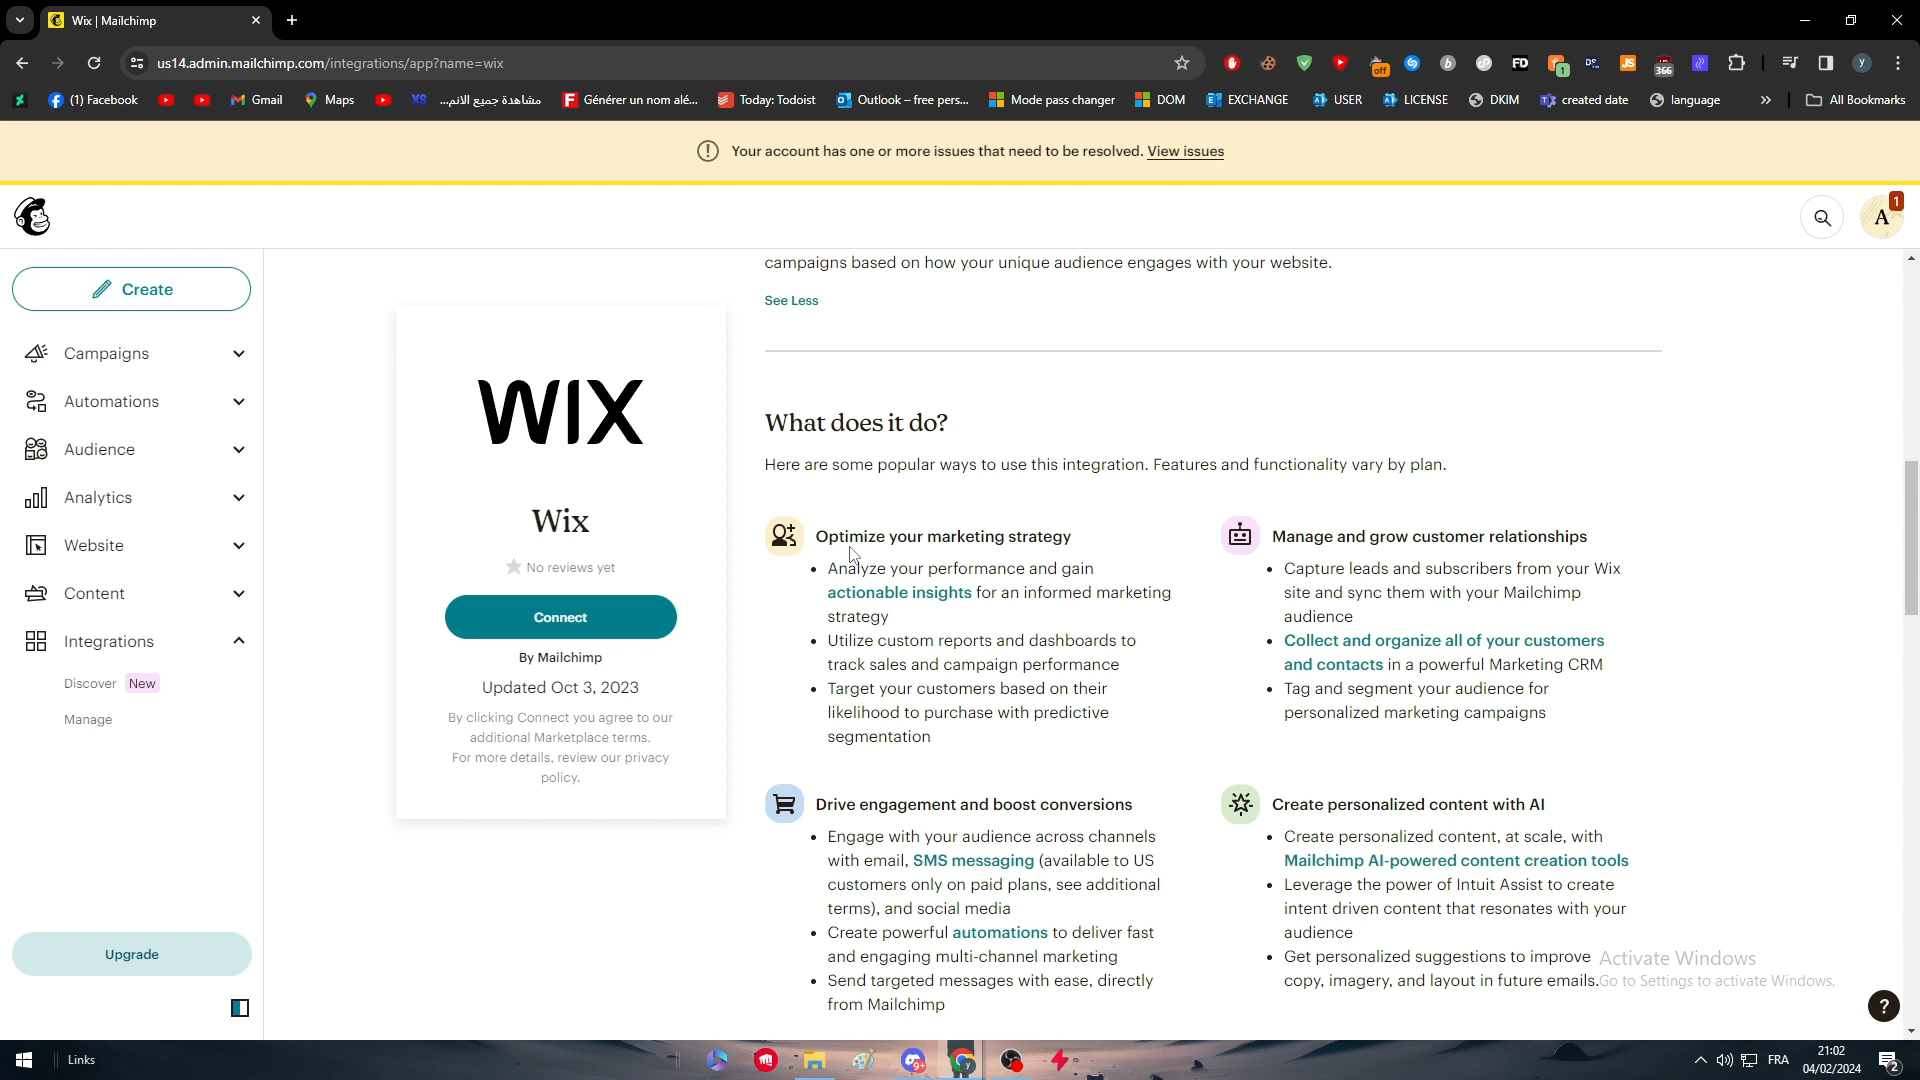 Wix | Mailchimp
us14.admin.mailchimp.com/integrations/app?name=wix
off
b
FD
1
DS
JS
366
y
(1) Facebook
Gmail
Maps
XS
مشاهدة جميع الانم...
Générer un nom alé...
Today: Todoist
Outlook – free pers...
Mode pass changer
DOM
EXCHANGE
USER
LICENSE
DKIM
created date
language
All Bookmarks
Your account has one or more issues that need to be resolved. View issues
A
1
Create
Campaigns
Automations
Audience
Analytics
Website
Content
Integrations
Discover New
Manage
Upgrade
WIX
Wix
No reviews yet
Connect
By Mailchimp
Updated Oct 3, 2023
By clicking Connect you agree to our
additional Marketplace terms.
For more details, review our privacy
policy.
campaigns based on how your unique audience engages with your website.
See Less
What does it do?
Here are some popular ways to use this integration. Features and functionality vary by plan.
Optimize your marketing strategy
• Analyze your performance and gain
actionable insights for an informed marketing
strategy
• Utilize custom reports and dashboards to
track sales and campaign performance
• Target your customers based on their
likelihood to purchase with predictive
segmentation
Manage and grow customer relationships
• Capture leads and subscribers from your Wix
site and sync them with your Mailchimp
audience
• Collect and organize all of your customers
and contacts in a powerful Marketing CRM
• Tag and segment your audience for
personalized marketing campaigns
Drive engagement and boost conversions
• Engage with your audience across channels
with email, SMS messaging (available to US
customers only on paid plans, see additional
terms), and social media
• Create powerful automations to deliver fast
and engaging multi-channel marketing
• Send targeted messages with ease, directly
from Mailchimp
Create personalized content with AI
• Create personalized content, at scale, with
Mailchimp AI-powered content creation tools
• Leverage the power of Intuit Assist to create
intent driven content that resonates with your
audience
• Get personalized suggestions to improve
copy, imagery, and layout in future emails.
Activate Windows
Go to Settings to activate Windows.
?
Links
9+
FRA
21:02
04/02/2024
2